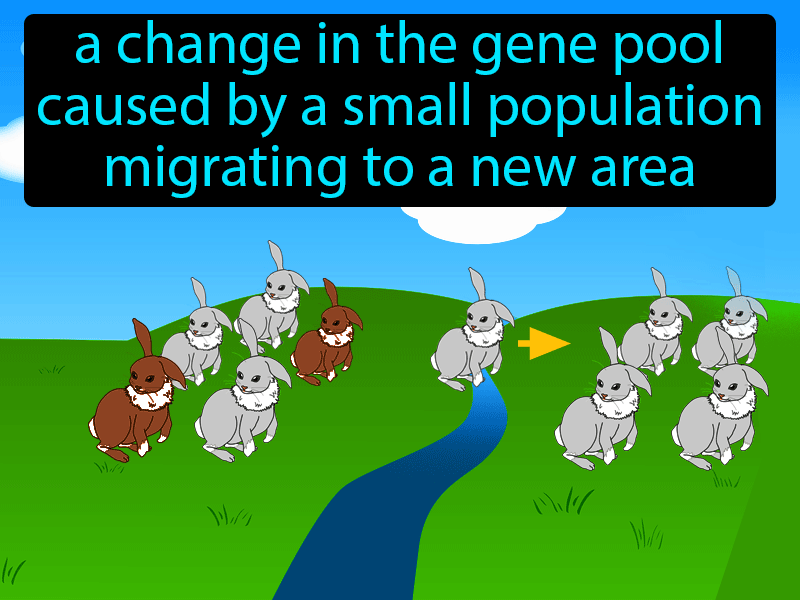 a change in the gene pool
caused by a small population
migrating to a new area